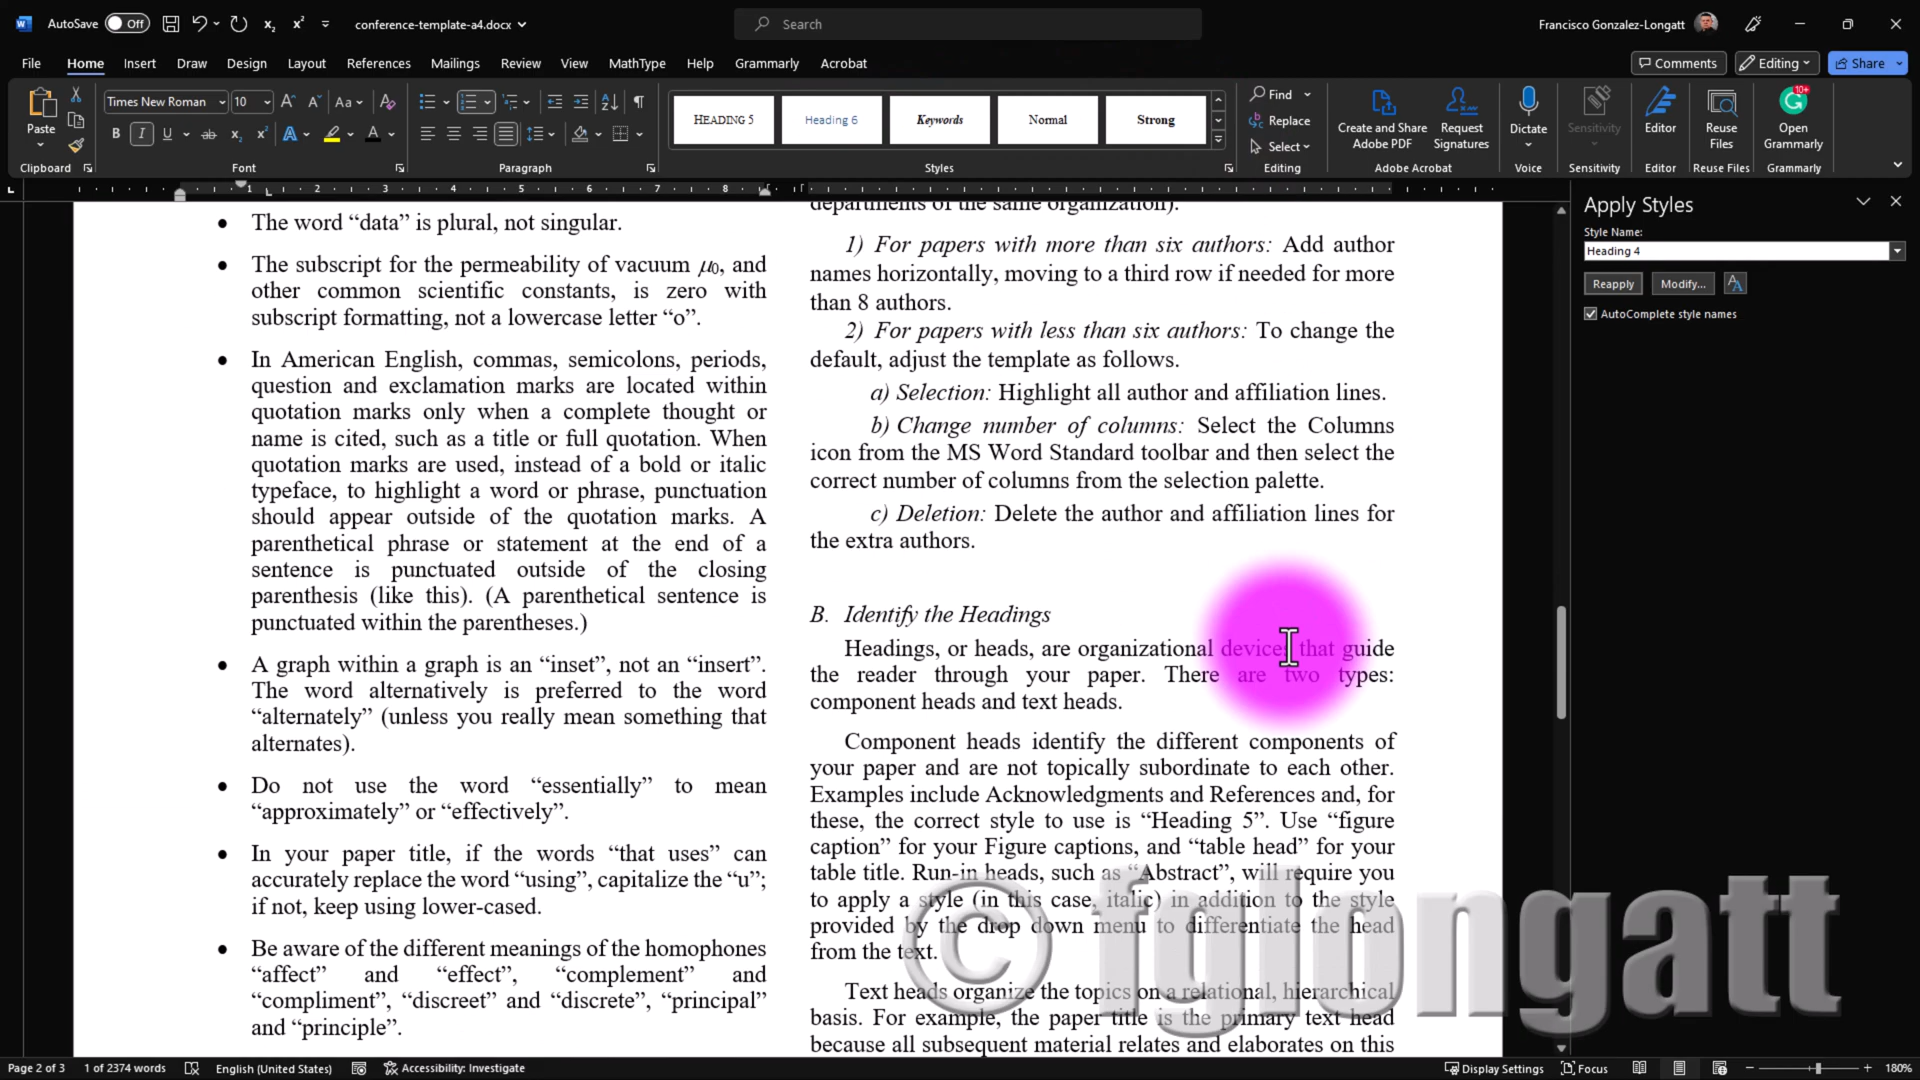 AutoSave Off conference-template-a4.docx Search Francisco Gonzalez-Longatt
File Home Insert Draw Design Layout References Mailings Review View MathType Help Grammarly Acrobat Comments Editing Share
Paste
Clipboard
Times New Roman 10
Font
Paragraph
HEADING 5 Heading 6 Keywords Normal Strong
Styles
Find
Replace
Select
Editing
Create and Share
Adobe PDF
Request
Signatures
Adobe Acrobat
Dictate
Voice
Sensitivity
Sensitivity
Editor
Editor
Reuse
Files
Reuse Files
10+
Open
Grammarly
Grammarly
1 2 3 4 5 6 7 8
• The word “data” is plural, not singular.
• The subscript for the permeability of vacuum μ0, and
other common scientific constants, is zero with
subscript formatting, not a lowercase letter “o”.
• In American English, commas, semicolons, periods,
question and exclamation marks are located within
quotation marks only when a complete thought or
name is cited, such as a title or full quotation. When
quotation marks are used, instead of a bold or italic
typeface, to highlight a word or phrase, punctuation
should appear outside of the quotation marks. A
parenthetical phrase or statement at the end of a
sentence is punctuated outside of the closing
parenthesis (like this). (A parenthetical sentence is
punctuated within the parentheses.)
• A graph within a graph is an “inset”, not an “insert”.
The word alternatively is preferred to the word
“alternately” (unless you really mean something that
alternates).
• Do not use the word “essentially” to mean
“approximately” or “effectively”.
• In your paper title, if the words “that uses” can
accurately replace the word “using”, capitalize the “u”;
if not, keep using lower-cased.
• Be aware of the different meanings of the homophones
“affect” and “effect”, “complement” and
“compliment”, “discreet” and “discrete”, “principal”
and “principle”.
departments of the same organization).
1) For papers with more than six authors: Add author
names horizontally, moving to a third row if needed for more
than 8 authors.
2) For papers with less than six authors: To change the
default, adjust the template as follows.
a) Selection: Highlight all author and affiliation lines.
b) Change number of columns: Select the Columns
icon from the MS Word Standard toolbar and then select the
correct number of columns from the selection palette.
c) Deletion: Delete the author and affiliation lines for
the extra authors.
B. Identify the Headings
Headings, or heads, are organizational devices that guide
the reader through your paper. There are two types:
component heads and text heads.
Component heads identify the different components of
your paper and are not topically subordinate to each other.
Examples include Acknowledgments and References and, for
these, the correct style to use is “Heading 5”. Use “figure
caption” for your Figure captions, and “table head” for your
table title. Run-in heads, such as “Abstract”, will require you
to apply a style (in this case, italic) in addition to the style
provided by the drop down menu to differentiate the head
from the text.
Text heads organize the topics on a relational, hierarchical
basis. For example, the paper title is the primary text head
because all subsequent material relates and elaborates on this
Apply Styles
Style Name:
Heading 4
Reapply Modify...
AutoComplete style names
© fglongatt
Page 2 of 3 1 of 2374 words English (United States) Accessibility: Investigate Display Settings Focus 180%